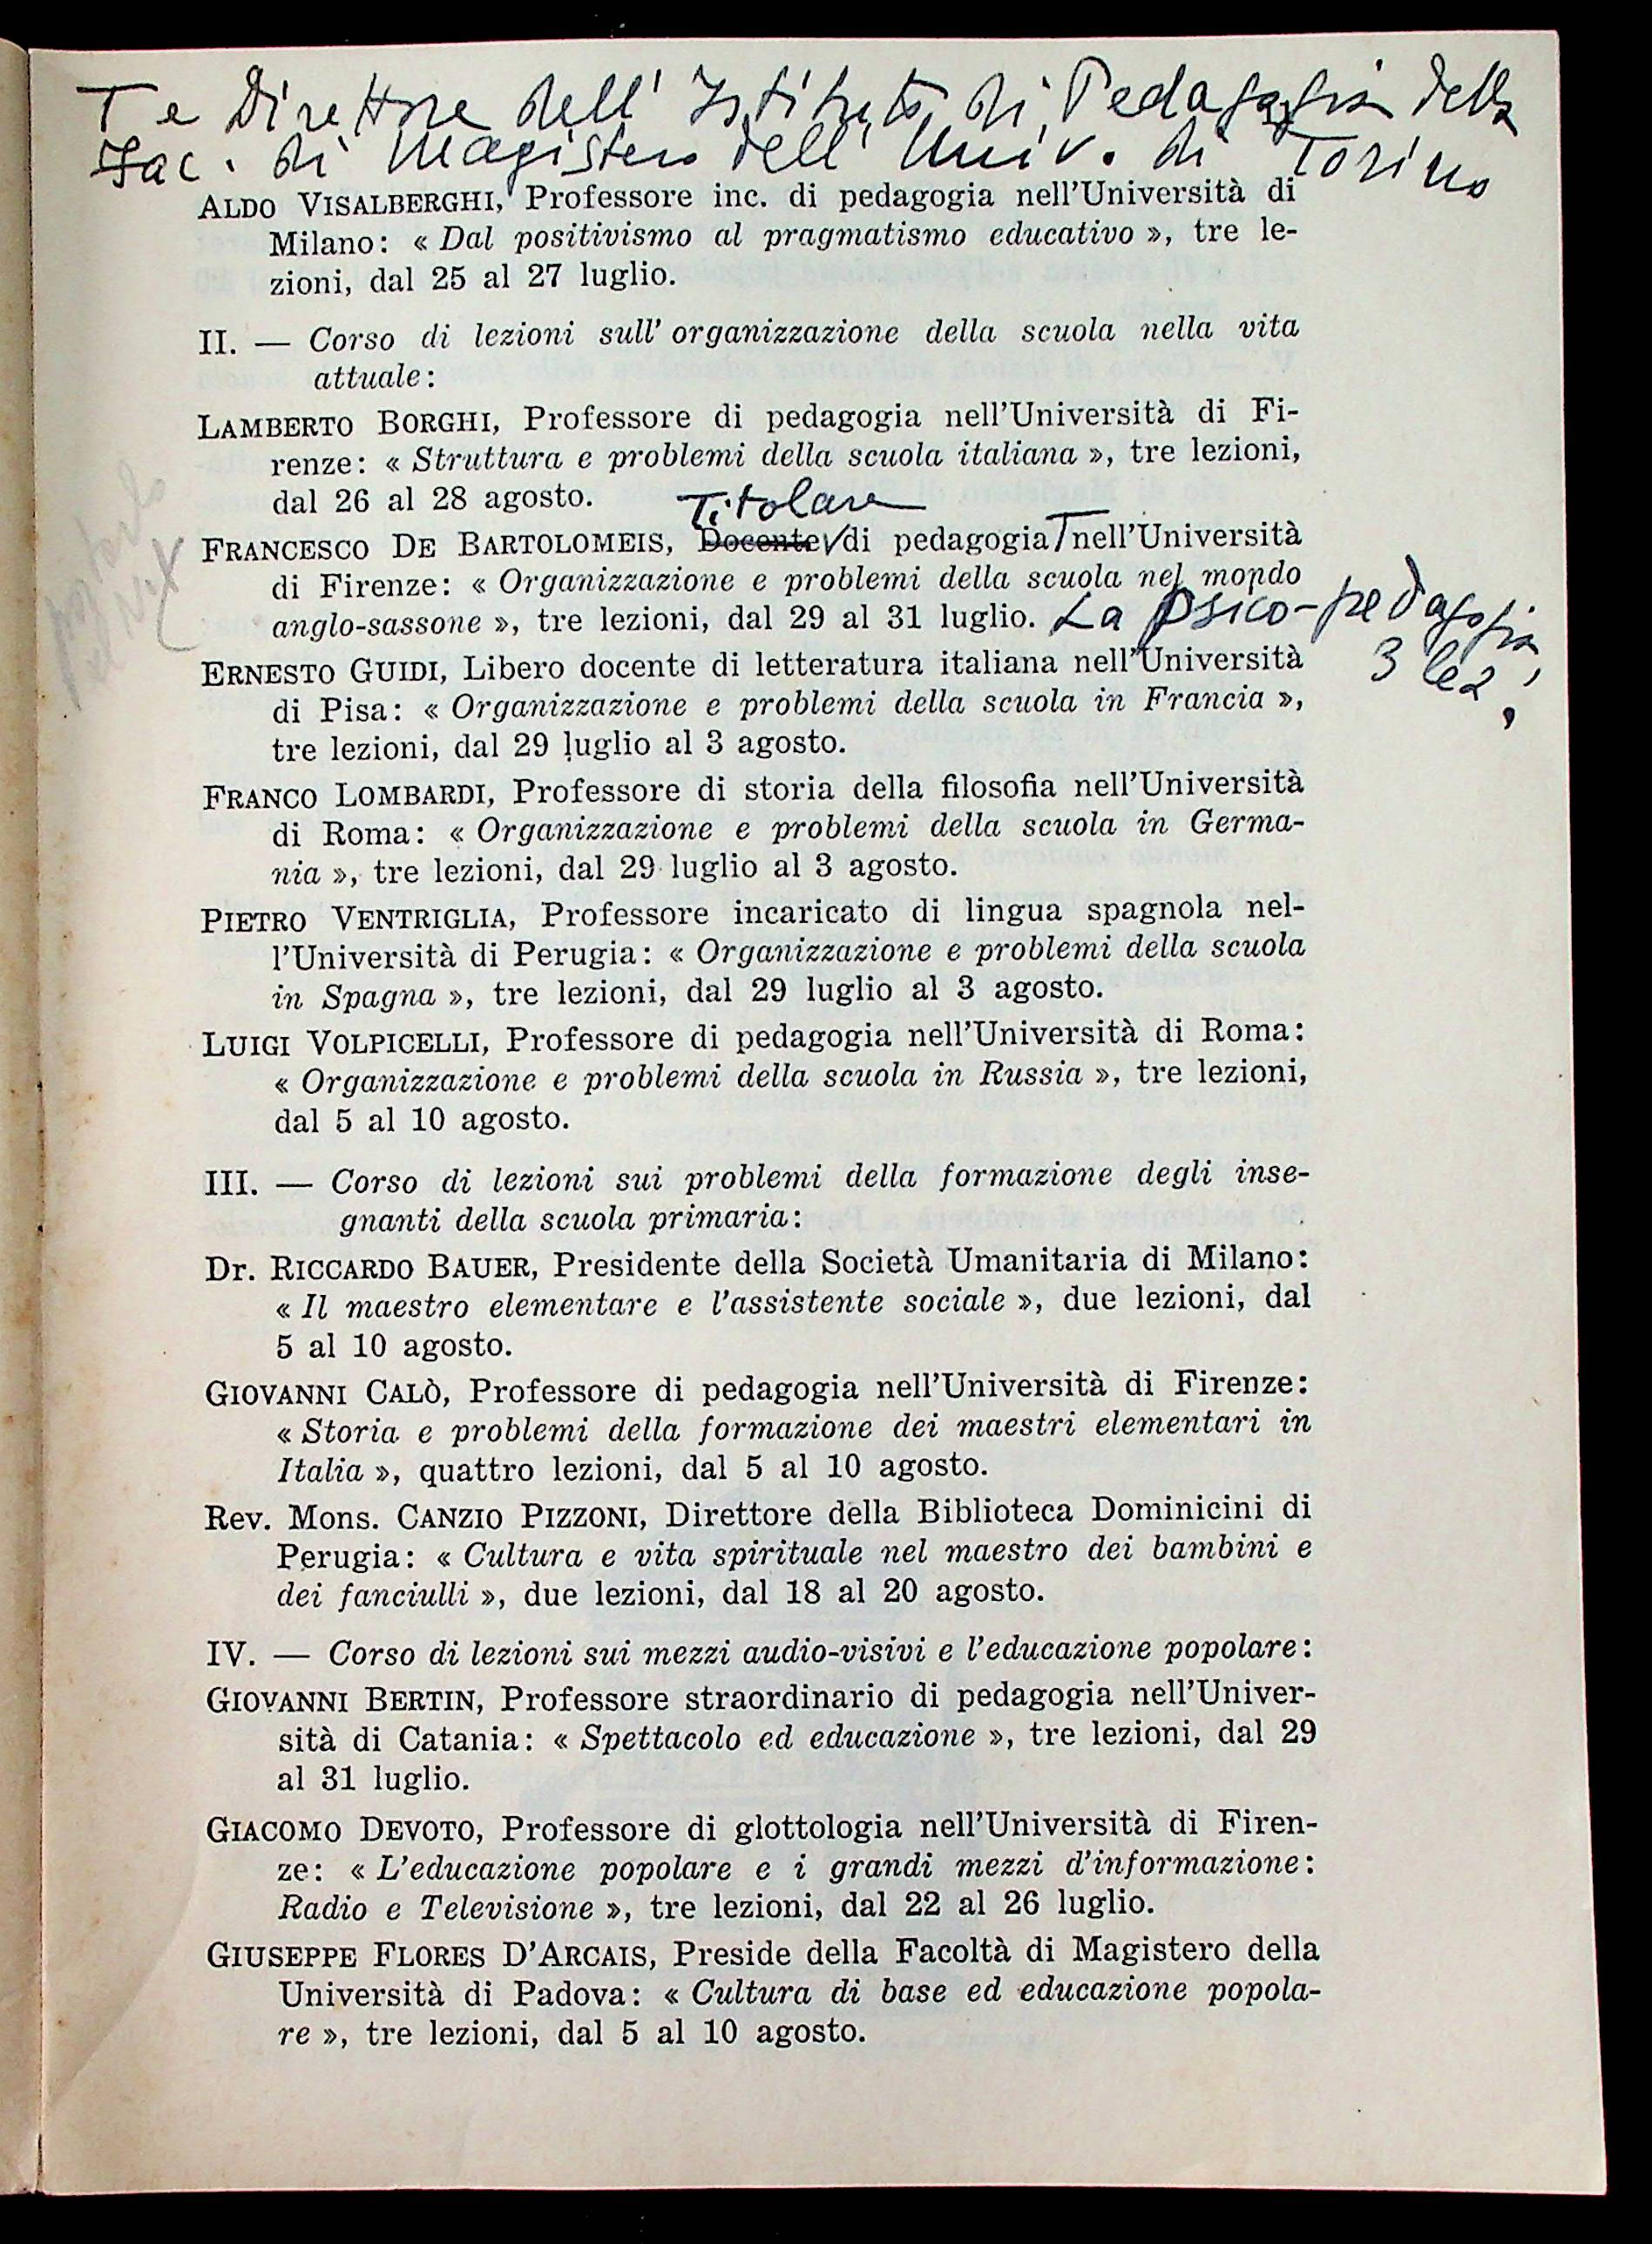 T e Direttore dell' Istituto di Pedagogia della
Fac. di Magistero dell' Univ. di Torino
ALDO VISALBERGHI, Professore inc. di pedagogia nell'Università di
Milano: « Dal positivismo al pragmatismo educativo », tre le-
zioni, dal 25 al 27 luglio.
II. — Corso di lezioni sull' organizzazione della scuola nella vita
attuale:
LAMBERTO BORGHI, Professore di pedagogia nell'Università di Fi-
renze: « Struttura e problemi della scuola italiana », tre lezioni,
dal 26 al 28 agosto.
Titolare
FRANCESCO DE BARTOLOMEIS, Docente di pedagogia T nell'Università
di Firenze: « Organizzazione e problemi della scuola nel mondo
anglo-sassone », tre lezioni, dal 29 al 31 luglio. La psico-pedagogia
3 lez.
ERNESTO GUIDI, Libero docente di letteratura italiana nell'Università
di Pisa: « Organizzazione e problemi della scuola in Francia »,
tre lezioni, dal 29 luglio al 3 agosto.
FRANCO LOMBARDI, Professore di storia della filosofia nell'Università
di Roma: « Organizzazione e problemi della scuola in Germa-
nia », tre lezioni, dal 29 luglio al 3 agosto.
PIETRO VENTRIGLIA, Professore incaricato di lingua spagnola nel-
l'Università di Perugia: « Organizzazione e problemi della scuola
in Spagna », tre lezioni, dal 29 luglio al 3 agosto.
LUIGI VOLPICELLI, Professore di pedagogia nell'Università di Roma:
« Organizzazione e problemi della scuola in Russia », tre lezioni,
dal 5 al 10 agosto.
III. — Corso di lezioni sui problemi della formazione degli inse-
gnanti della scuola primaria:
Dr. RICCARDO BAUER, Presidente della Società Umanitaria di Milano:
« Il maestro elementare e l'assistente sociale », due lezioni, dal
5 al 10 agosto.
GIOVANNI CALÒ, Professore di pedagogia nell'Università di Firenze:
« Storia e problemi della formazione dei maestri elementari in
Italia », quattro lezioni, dal 5 al 10 agosto.
Rev. Mons. CANZIO PIZZONI, Direttore della Biblioteca Dominicini di
Perugia: « Cultura e vita spirituale nel maestro dei bambini e
dei fanciulli », due lezioni, dal 18 al 20 agosto.
IV. — Corso di lezioni sui mezzi audio-visivi e l'educazione popolare:
GIOVANNI BERTIN, Professore straordinario di pedagogia nell'Univer-
sità di Catania: « Spettacolo ed educazione », tre lezioni, dal 29
al 31 luglio.
GIACOMO DEVOTO, Professore di glottologia nell'Università di Firen-
ze: « L'educazione popolare e i grandi mezzi d'informazione:
Radio e Televisione », tre lezioni, dal 22 al 26 luglio.
GIUSEPPE FLORES D'ARCAIS, Preside della Facoltà di Magistero della
Università di Padova: « Cultura di base ed educazione popola-
re », tre lezioni, dal 5 al 10 agosto.